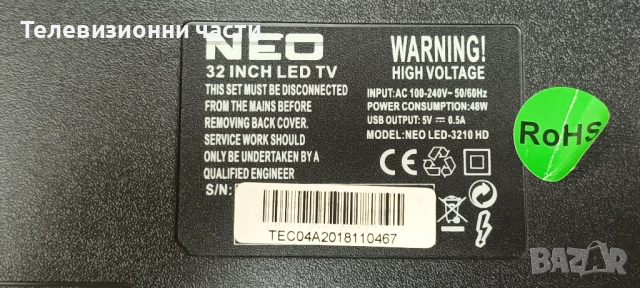 Телевизионни части
NEO
32 INCH LED TV
THIS SET MUST BE DISCONNECTED
FROM THE MAINS BEFORE
REMOVING BACK COVER.
SERVICE WORK SHOULD
ONLY BE UNDERTAKEN BY A
QUALIFIED ENGINEER
S/N:
TEC04A2018110467
WARNING!
HIGH VOLTAGE
INPUT:AC 100-240V~ 50/60Hz
POWER CONSUMPTION:48W
USB OUTPUT: 5V ⎓ 0.5A
MODEL:NEO LED-3210 HD
CE
RoHS
BAZAR